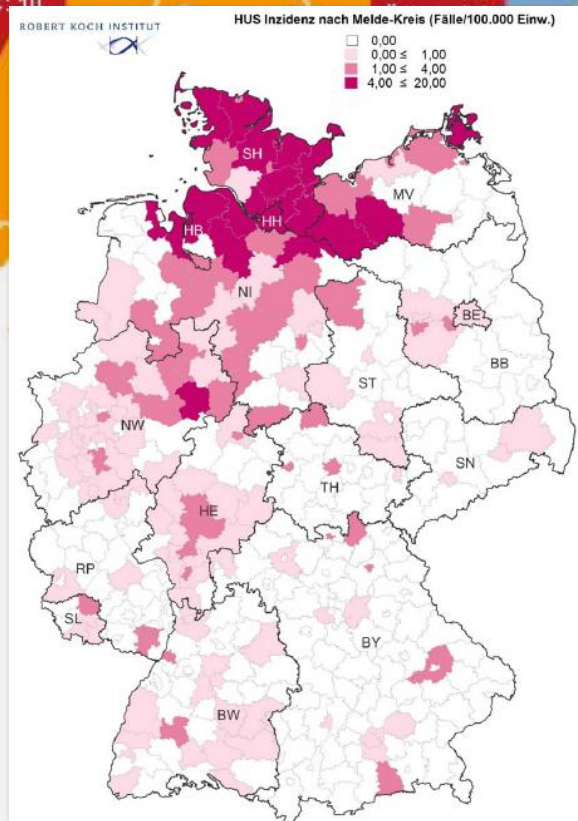 ROBERT KOCH INSTITUT
HUS Inzidenz nach Melde-Kreis (Fälle/100.000 Einw.)
0,00
0,00 ≤ 1,00
1,00 ≤ 4,00
4,00 ≤ 20,00
SH
MV
HH
HB
NI
BE
BB
ST
NW
SN
TH
HE
RP
SL
BY
BW